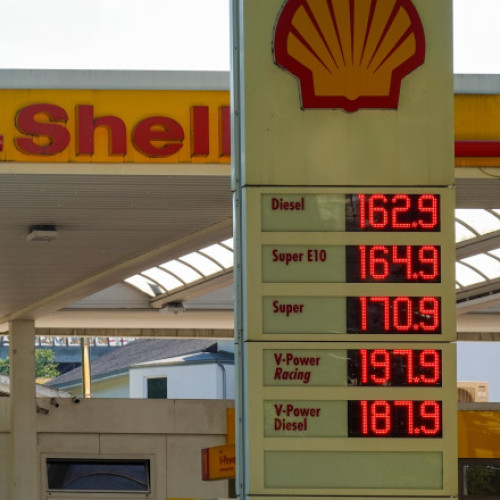 Shell
Diesel 162.9
Super E10 164.9
Super 170.9
V-Power
Racing 197.9
V-Power
Diesel 187.9